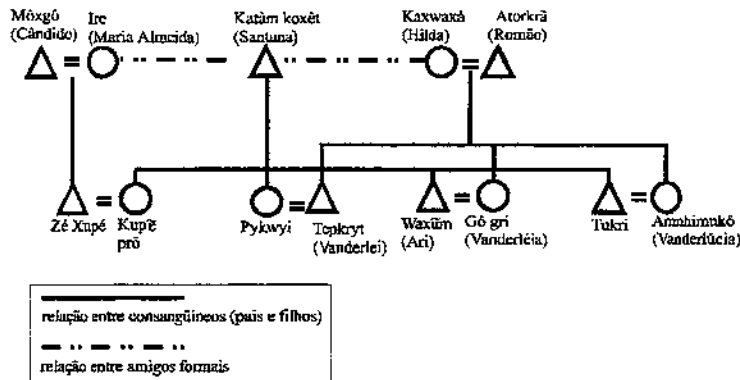 Môxgô
(Cândido)
Ire
(Maria Almeida)
Katàm koxêt
(Santana)
Kaxwaxá
(Hilda)
Atorkrã
(Romão)
Zé Xupé
Kupẽ
prõ
Pykwyi
Tepkryt
(Vanderlei)
Waxũm
(Ari)
Gô gri
(Vanderléia)
Tukri
(Vanderlúcia)
relação entre consangüíneos (pais e filhos)
relação entre amigos formais